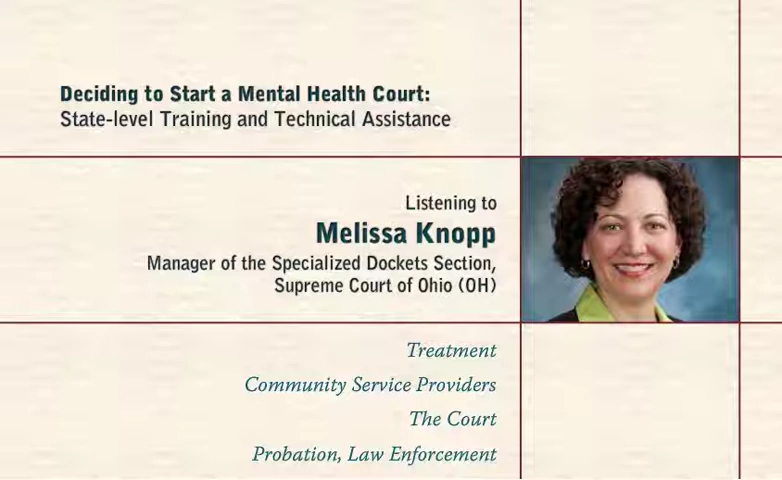 Deciding to Start a Mental Health Court:
State-level Training and Technical Assistance
Listening to
Melissa Knopp
Manager of the Specialized Dockets Section,
Supreme Court of Ohio (OH)
Treatment
Community Service Providers
The Court
Probation, Law Enforcement